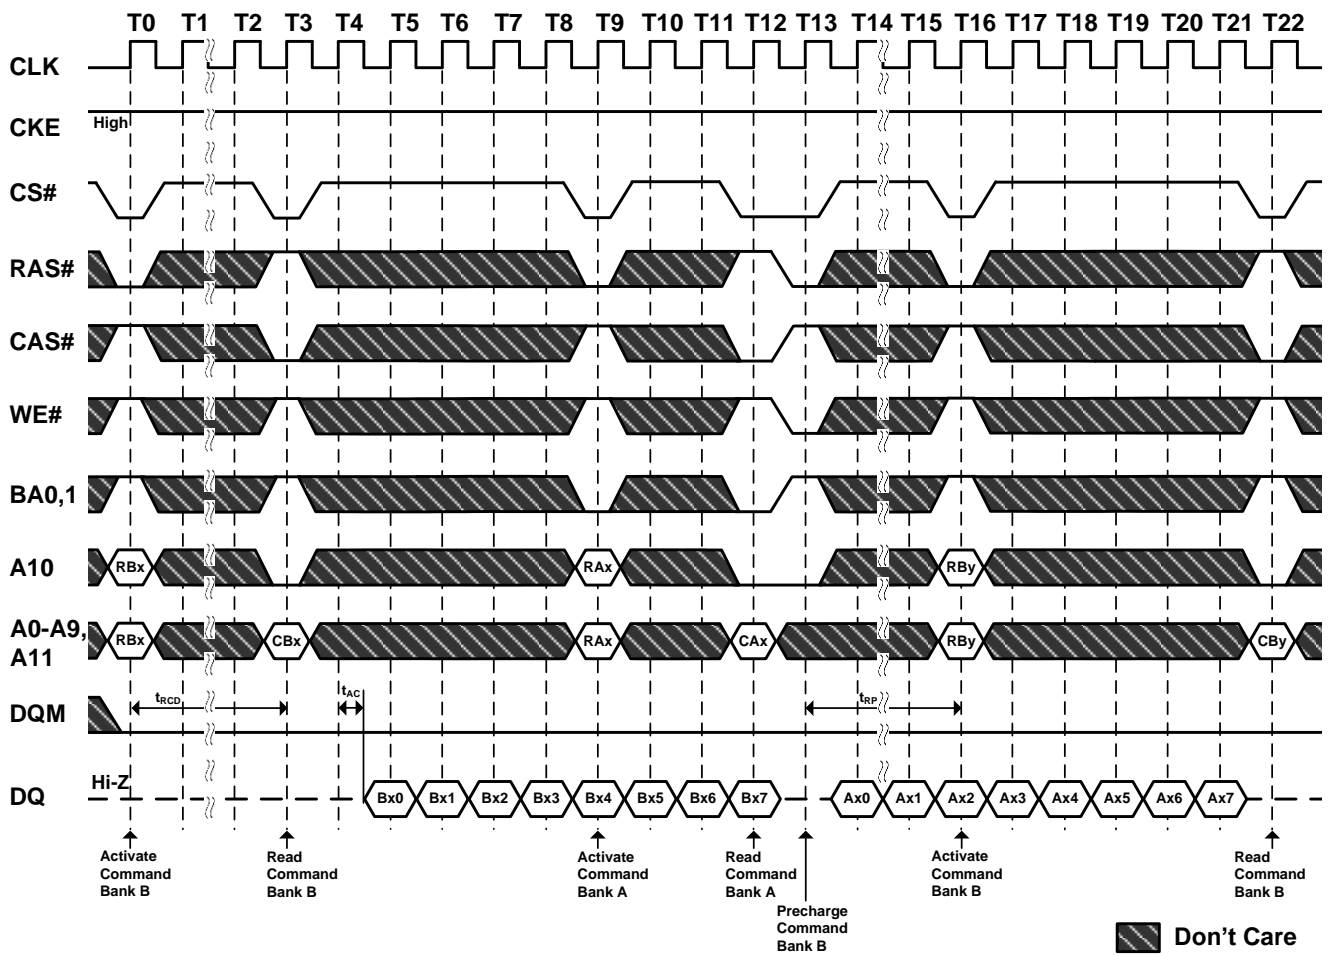 T0 T1 T2 T3 T4 T5 T6 T7 T8 T9 T10 T11 T12 T13 T14 T15 T16 T17 T18 T19 T20 T21 T22
CLK
CKE High
CS#
RAS#
CAS#
WE#
BA0,1
A10 RBx RAx RBy
A0-A9,
A11 RBx CBx RAx CAx RBy CBy
DQM tRCD tAC tRP
DQ Hi-Z Bx0 Bx1 Bx2 Bx3 Bx4 Bx5 Bx6 Bx7 Ax0 Ax1 Ax2 Ax3 Ax4 Ax5 Ax6 Ax7
Activate
Command
Bank B
Read
Command
Bank B
Activate
Command
Bank A
Read
Command
Bank A
Precharge
Command
Bank B
Activate
Command
Bank B
Read
Command
Bank B
Don't Care